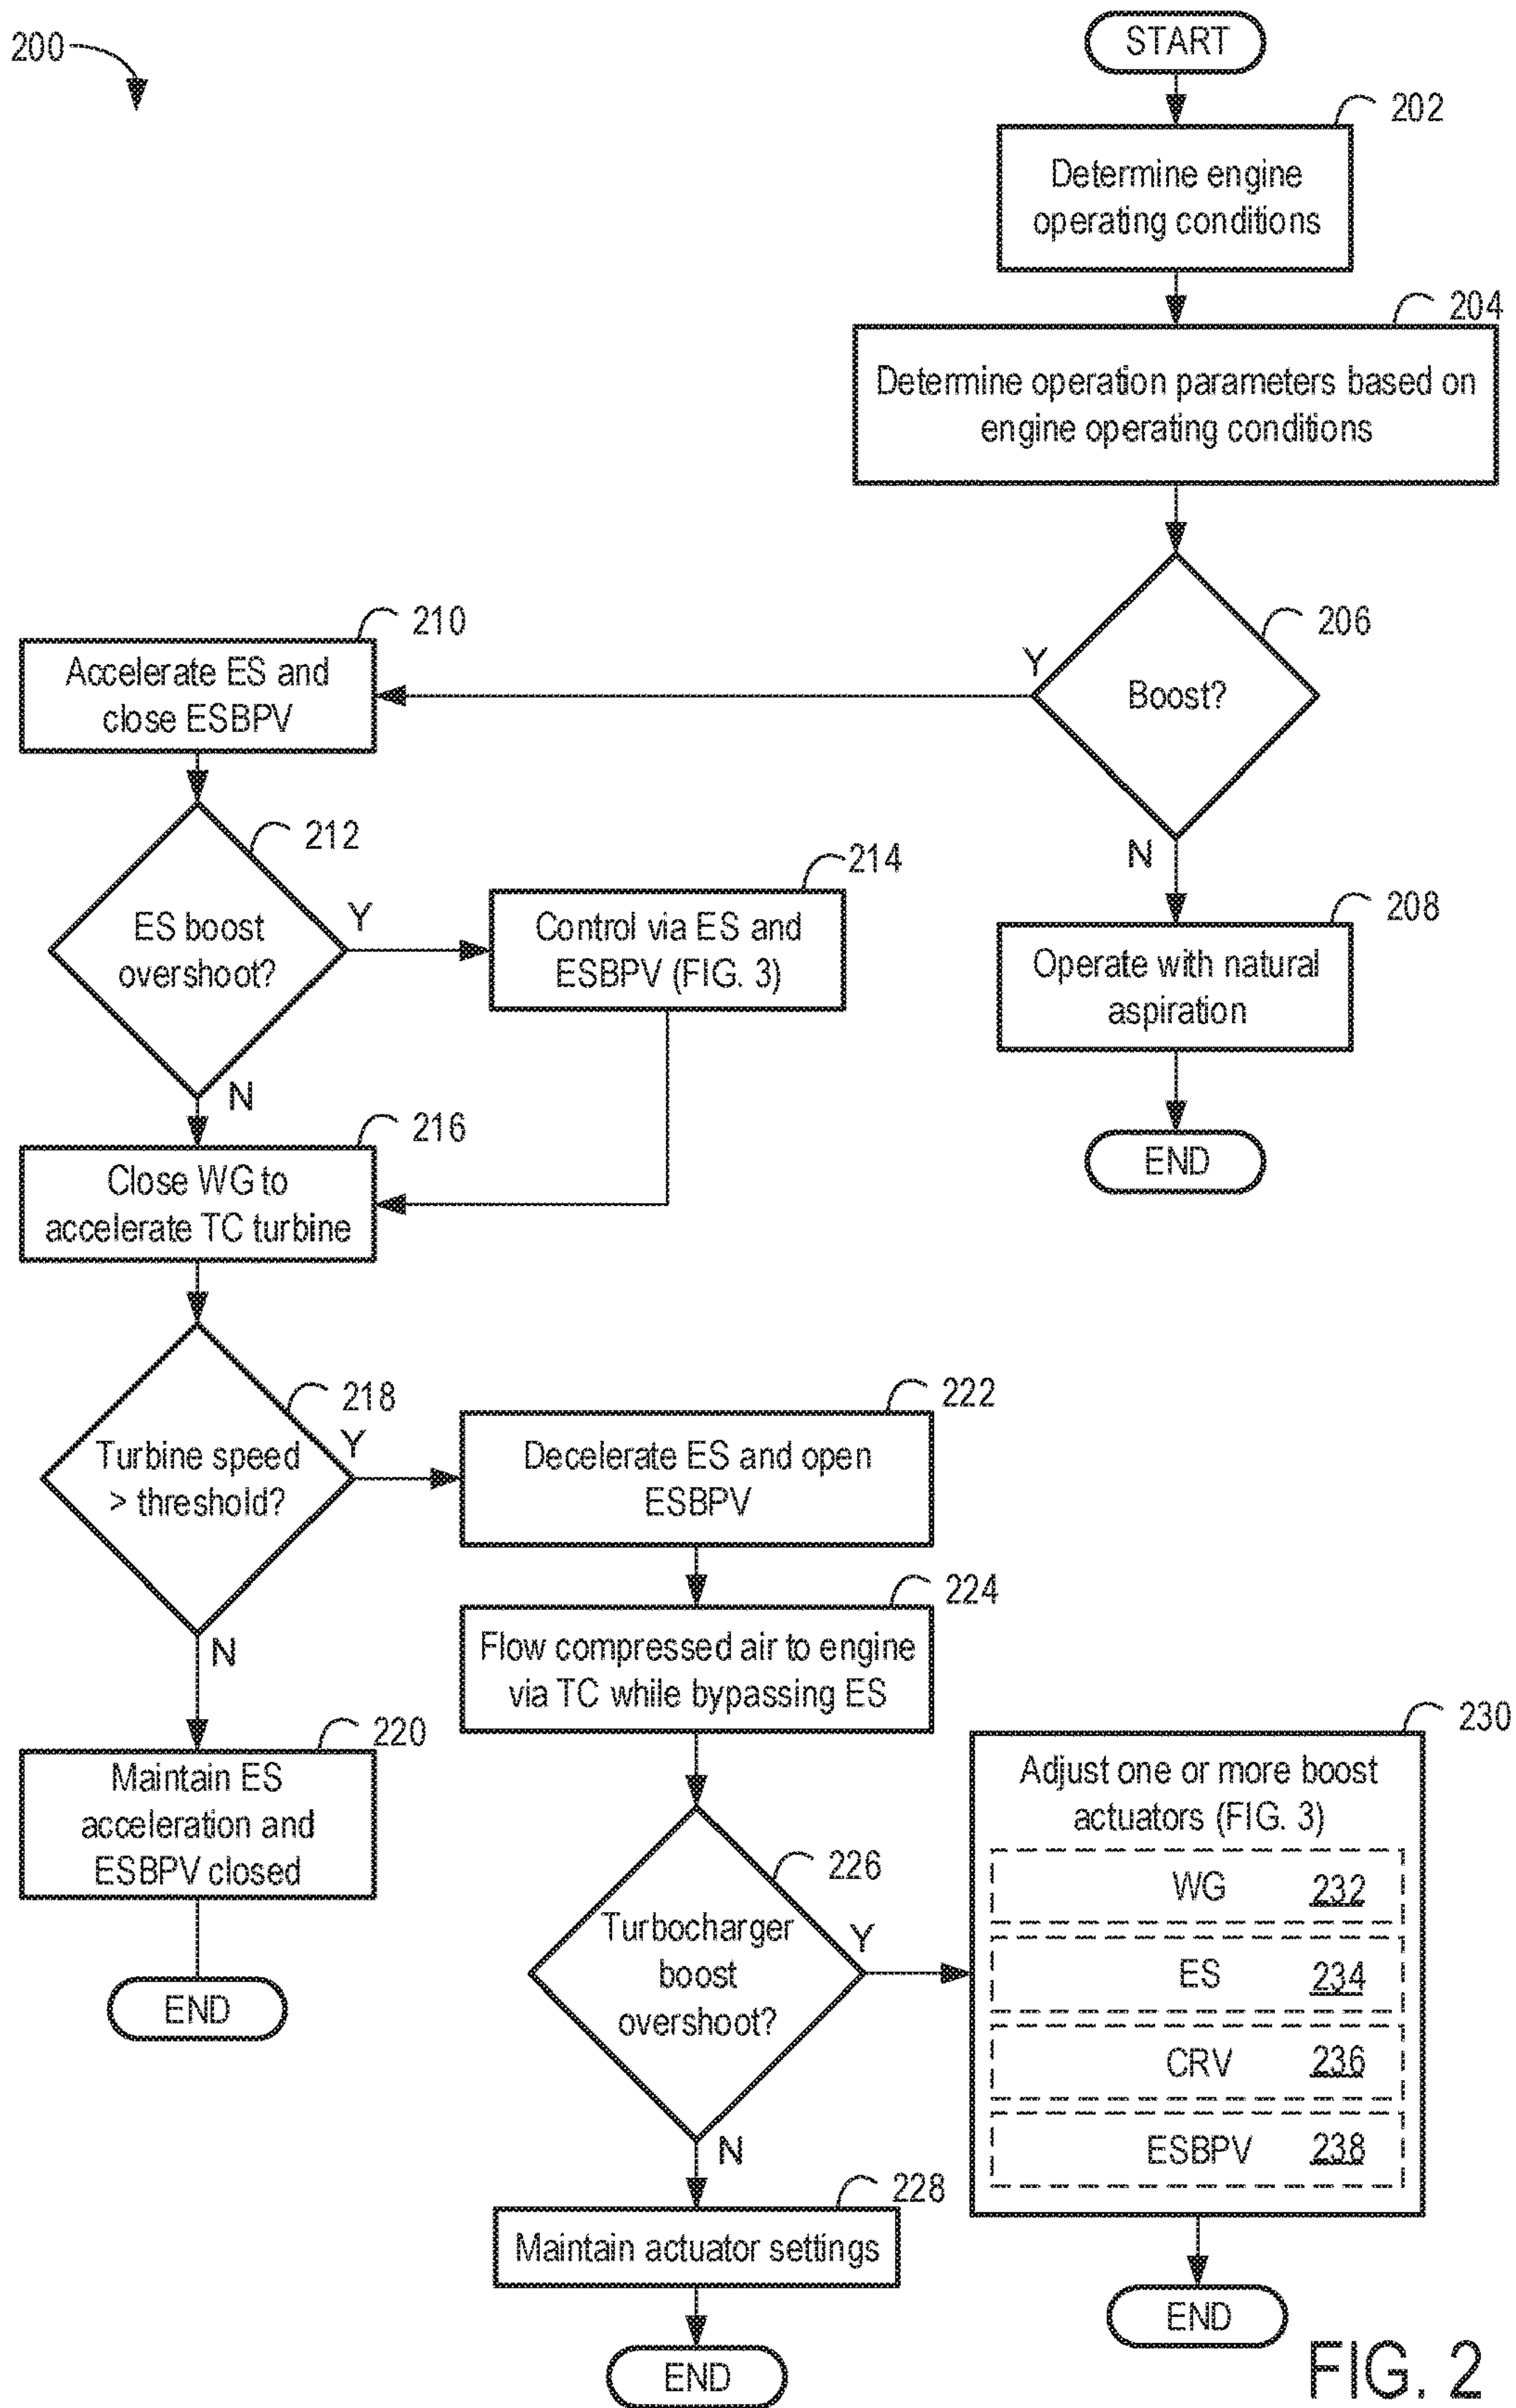 200
START
202
Determine engine
operating conditions
204
Determine operation parameters based on
engine operating conditions
206
Boost?
Y
N
208
Operate with natural
aspiration
END
210
Accelerate ES and
close ESBPV
212
ES boost
overshoot?
Y
N
214
Control via ES and
ESBPV (FIG. 3)
216
Close WG to
accelerate TC turbine
218
Turbine speed
> threshold?
Y
N
220
Maintain ES
acceleration and
ESBPV closed
END
222
Decelerate ES and open
ESBPV
224
Flow compressed air to engine
via TC while bypassing ES
226
Turbocharger
boost
overshoot?
Y
N
228
Maintain actuator settings
END
230
Adjust one or more boost
actuators (FIG. 3)
WG 232
ES 234
CRV 236
ESBPV 238
END
FIG. 2